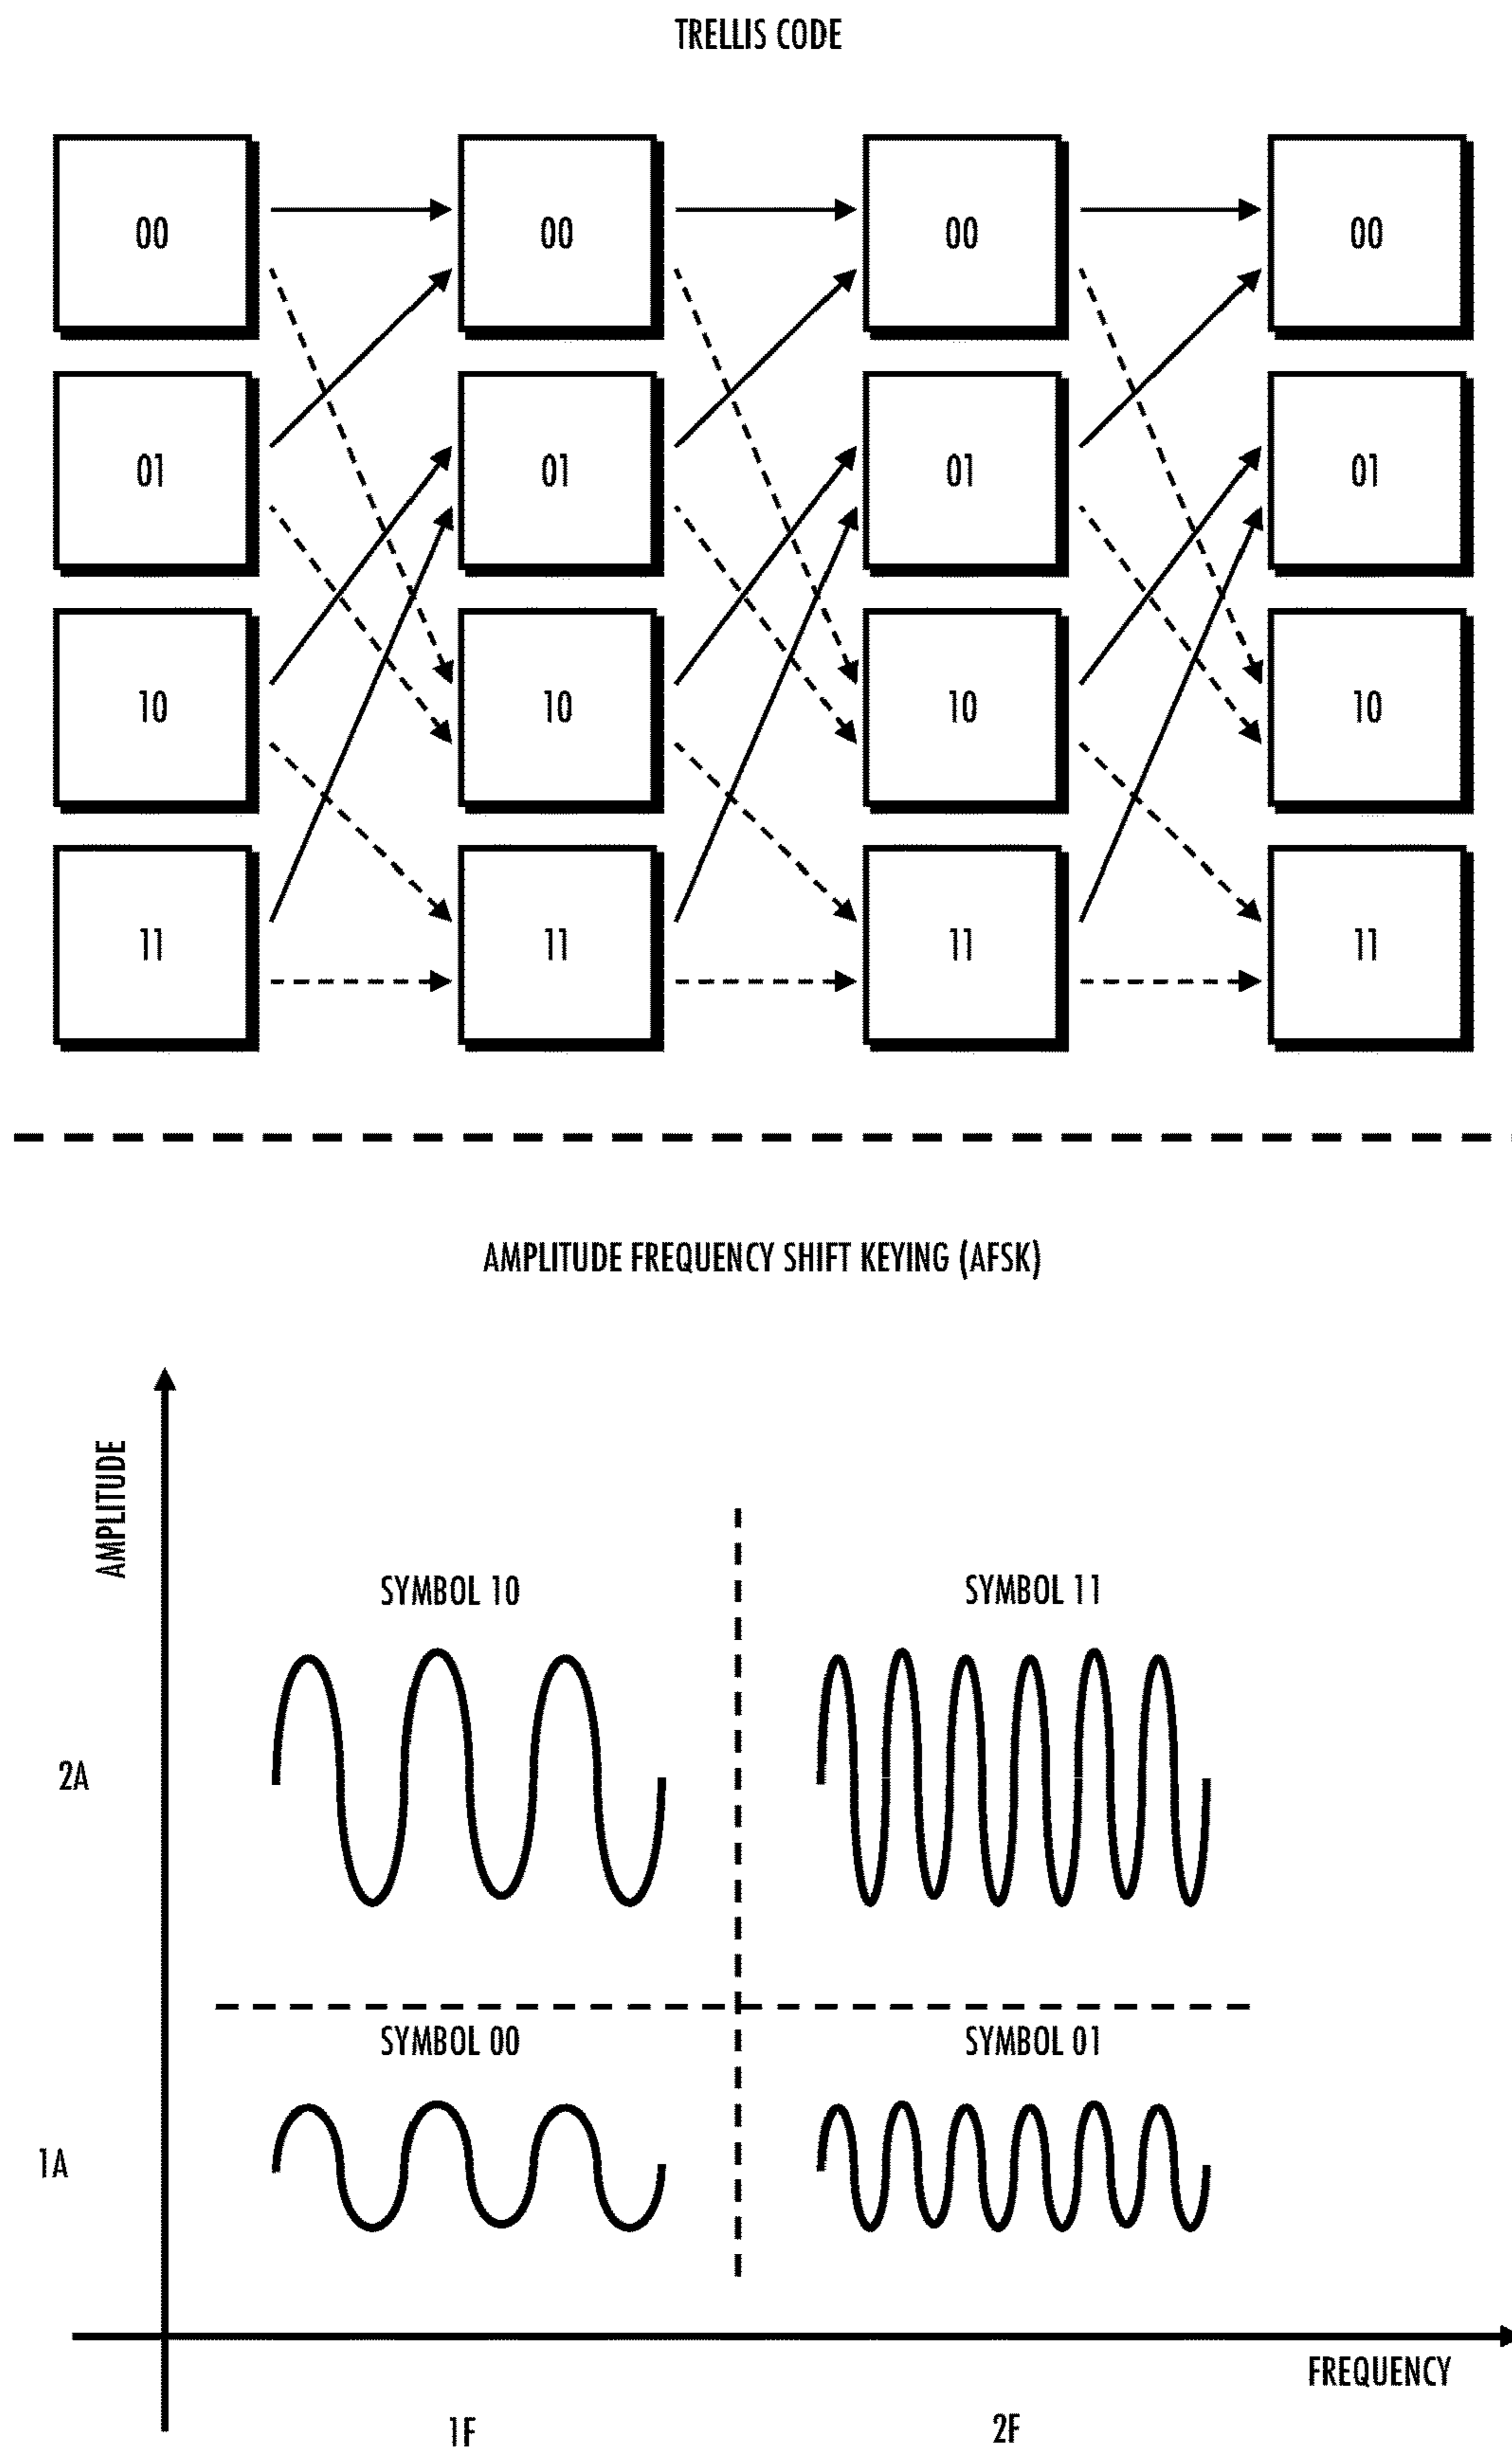 TRELLIS CODE
00 00 00 00
01 01 01 01
10 10 10 10
11 11 11 11
AMPLITUDE FREQUENCY SHIFT KEYING (AFSK)
AMPLITUDE
SYMBOL 10 SYMBOL 11
2A
SYMBOL 00 SYMBOL 01
1A
FREQUENCY
1F 2F